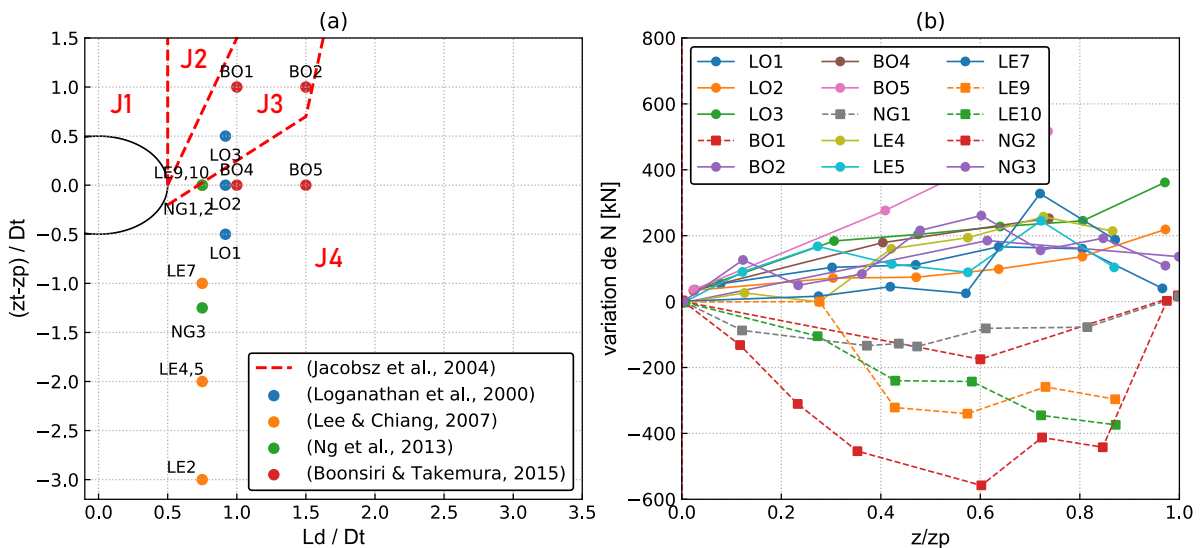 (a)
J1
J2
J3
J4
BO1
BO2
LO3
BO4
BO5
LE9,10
LO2
NG1,2
LO1
LE7
NG3
LE4,5
LE2
1.5
1.0
0.5
0.0
−0.5
−1.0
−1.5
−2.0
−2.5
−3.0
(zt-zp)) / Dt
0.0 0.5 1.0 1.5 2.0 2.5 3.0 3.5
Ld / Dt
(Jacobsz et al., 2004)
(Loganathan et al., 2000)
(Lee & Chiang, 2007)
(Ng et al., 2013)
(Boonsiri & Takemura, 2015)
(b)
800
600
400
200
0
−200
−400
−600
variation de N [kN]
0.0 0.2 0.4 0.6 0.8 1.0
z/zp
LO1 BO4 LE7
LO2 BO5 LE9
LO3 NG1 LE10
BO1 LE4 NG2
BO2 LE5 NG3